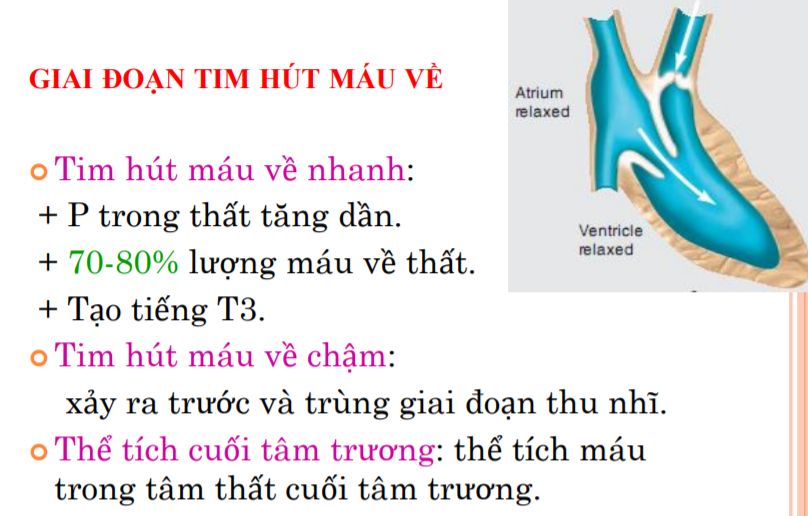 GIAI ĐOẠN TIM HÚT MÁU VỀ
Atrium
relaxed
Tim hút máu về nhanh:
+ P trong thất tăng dần.
+ 70-80% lượng máu về thất.
+ Tạo tiếng T3.
Ventricle
relaxed
Tim hút máu về chậm:
xảy ra trước và trùng giai đoạn thu nhĩ.
Thể tích cuối tâm trương: thể tích máu
trong tâm thất cuối tâm trương.